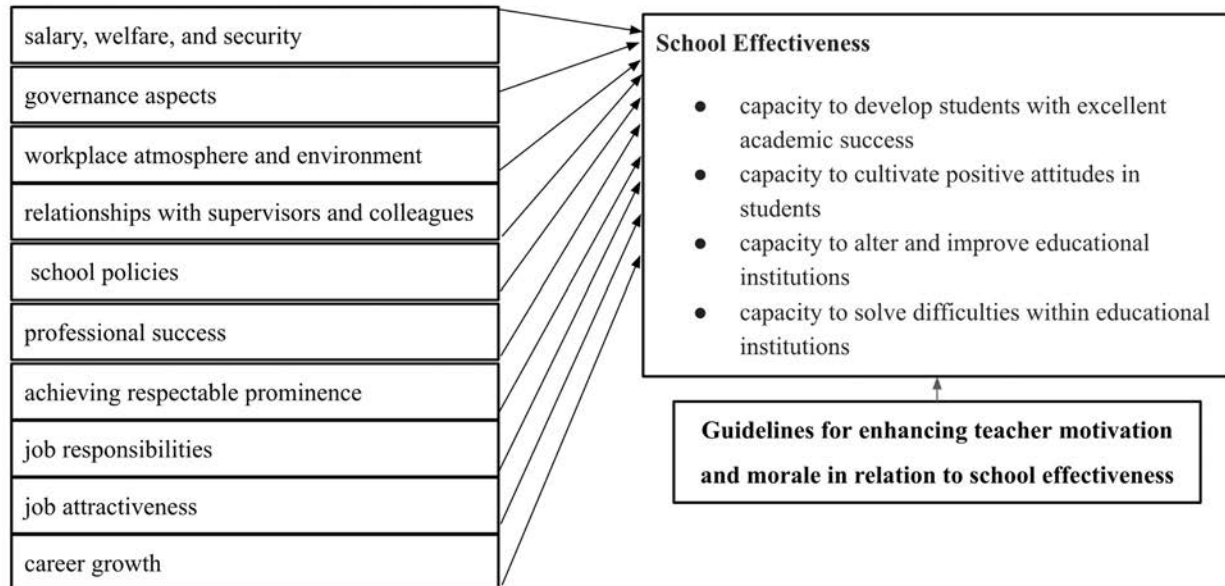 salary, welfare, and security
governance aspects
workplace atmosphere and environment
relationships with supervisors and colleagues
school policies
professional success
achieving respectable prominence
job responsibilities
job attractiveness
career growth
School Effectiveness
● capacity to develop students with excellent
academic success
● capacity to cultivate positive attitudes in
students
● capacity to alter and improve educational
institutions
● capacity to solve difficulties within educational
institutions
Guidelines for enhancing teacher motivation
and morale in relation to school effectiveness